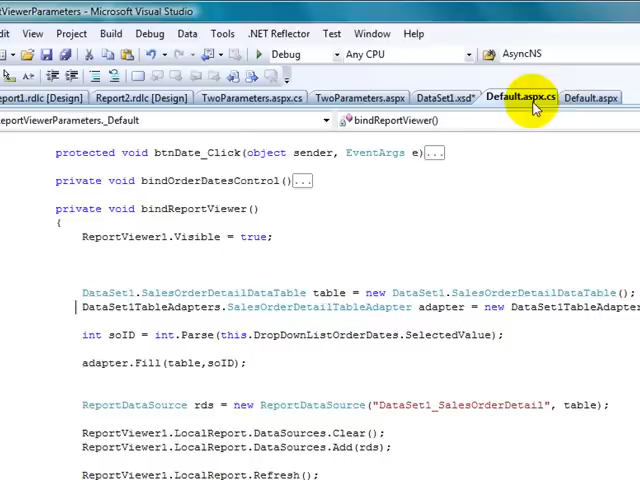 ViewerParameters - Microsoft Visual Studio
dit View Project Build Debug Data Tools .NET Reflector Test Window Help
Debug Any CPU AsyncNS
eport1.rdlc [Design] Report2.rdlc [Design] TwoParameters.aspx.cs TwoParameters.aspx DataSet1.xsd* Default.aspx.cs Default.aspx
eportViewerParameters._Default bindReportViewer()
protected void btnDate_Click(object sender, EventArgs e)...
private void bindOrderDatesControl()...
private void bindReportViewer()
{
ReportViewer1.Visible = true;
DataSet1.SalesOrderDetailDataTable table = new DataSet1.SalesOrderDetailDataTable();
DataSet1TableAdapters.SalesOrderDetailTableAdapter adapter = new DataSet1TableAdapter
int soID = int.Parse(this.DropDownListOrderDates.SelectedValue);
adapter.Fill(table,soID);
ReportDataSource rds = new ReportDataSource("DataSet1_SalesOrderDetail", table);
ReportViewer1.LocalReport.DataSources.Clear();
ReportViewer1.LocalReport.DataSources.Add(rds);
ReportViewer1.LocalReport.Refresh();